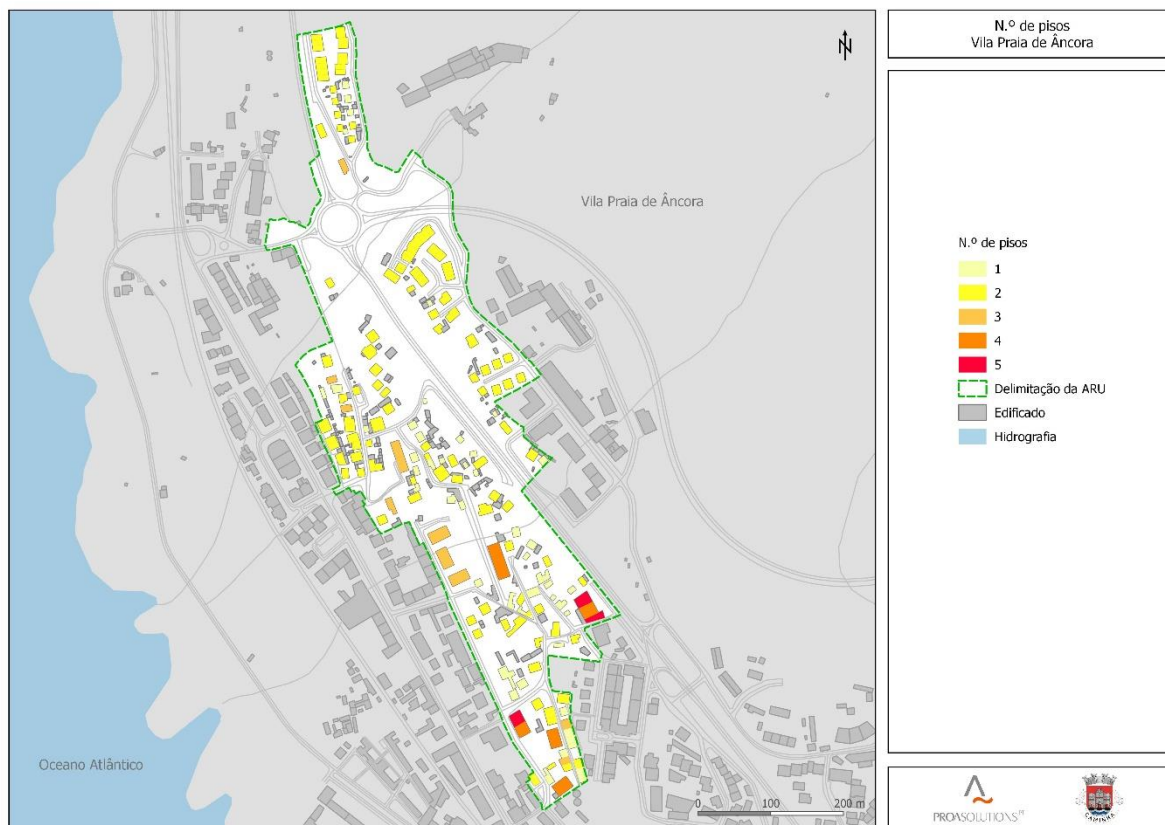 N.º de pisos
Vila Praia de Âncora
N
Vila Praia de Âncora
N.º de pisos
1
2
3
4
5
Delimitação da ARU
Edificado
Hidrografia
Oceano Atlântico
0 100 200 m
PROASOLUTIONS
CAMINHA